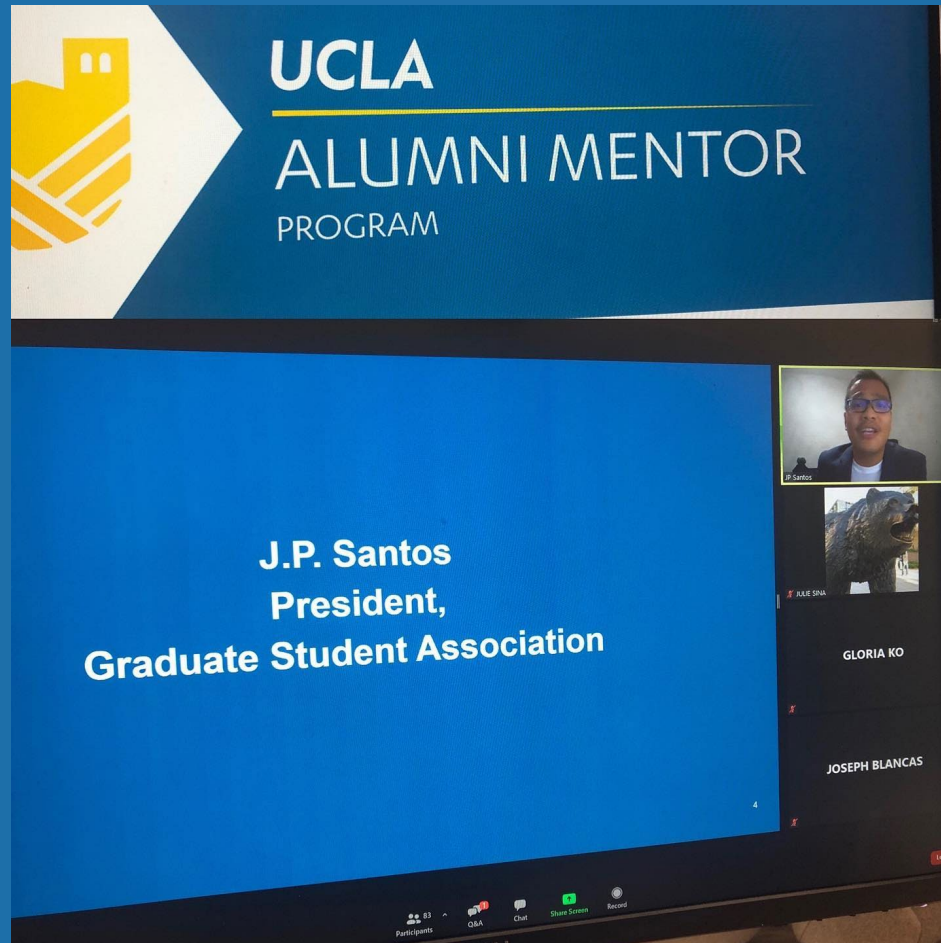 UCLA
ALUMNI MENTOR
PROGRAM
J.P. Santos
President,
Graduate Student Association
4
JP Santos
JULIE SINA
GLORIA KO
JOSEPH BLANCAS
83
Participants
1
Q&A
Chat
Share Screen
Record